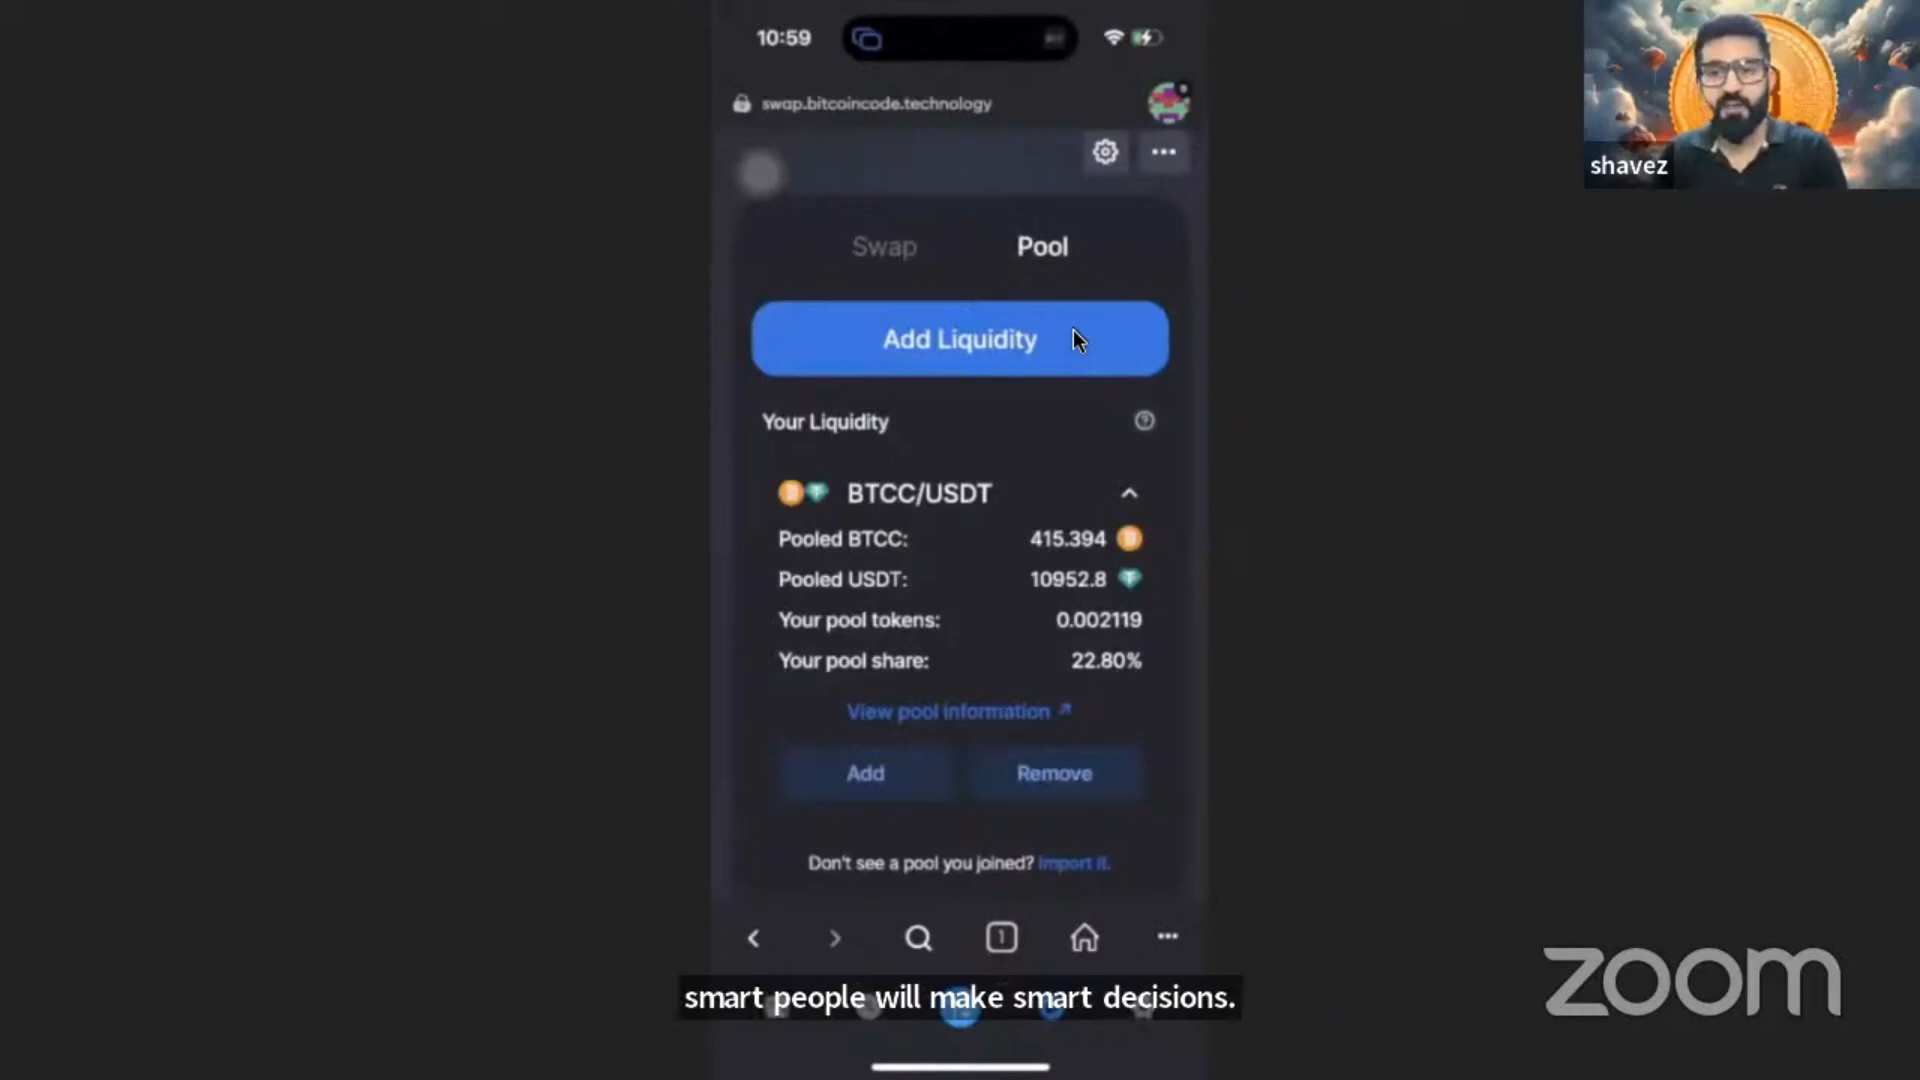 10:59
swap.bitcoincode.technology
shavez
Swap Pool
Add Liquidity
Your Liquidity
BTCC/USDT
Pooled BTCC: 415.394
Pooled USDT: 10952.8
Your pool tokens: 0.002119
Your pool share: 22.80%
View pool information ↗
Add Remove
Don't see a pool you joined? Import it.
1
smart people will make smart decisions.
zoom